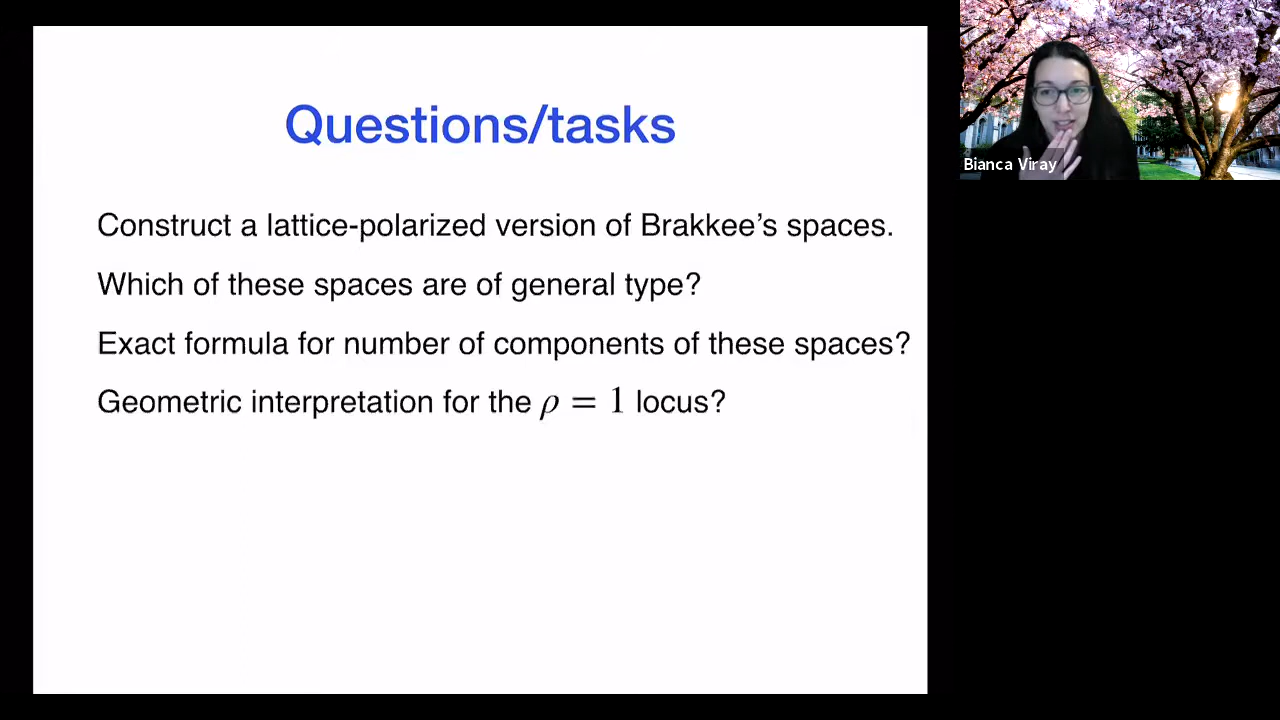 Questions/tasks
Bianca Viray
Construct a lattice-polarized version of Brakkee’s spaces.
Which of these spaces are of general type?
Exact formula for number of components of these spaces?
Geometric interpretation for the ρ = 1 locus?